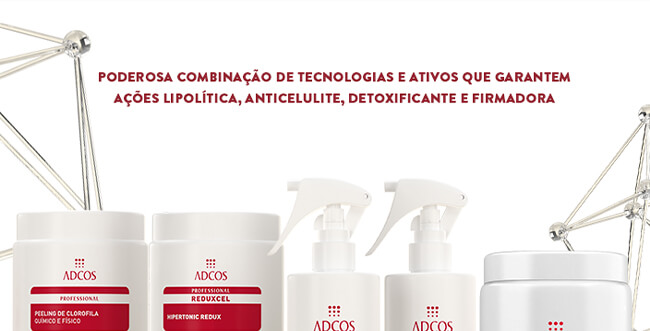 PODEROSA COMBINAÇÃO DE TECNOLOGIAS E ATIVOS QUE GARANTEM
AÇÕES LIPOLÍTICA, ANTICELULITE, DETOXIFICANTE E FIRMADORA
ADCOS
PROFESSIONAL
PEELING DE CLOROFILA
QUÍMICO E FÍSICO
ADCOS
PROFESSIONAL
REDUXCEL
HIPERTONIC REDUX
ADCOS
ADCOS